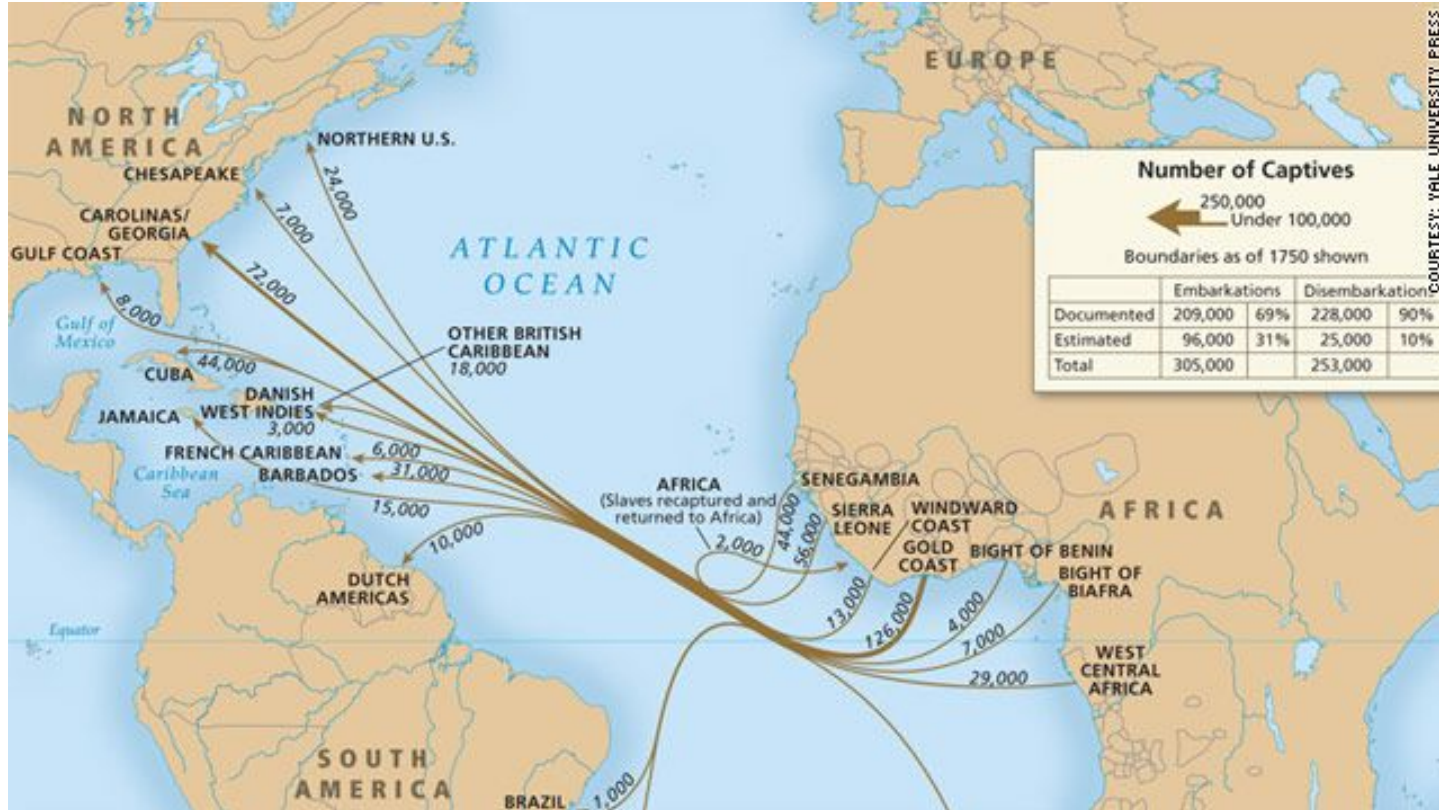 EUROPE
NORTH
AMERICA
NORTHERN U.S.
CHESAPEAKE
24,000
7,000
CAROLINAS/
GEORGIA
GULF COAST
72,000
8,000
ATLANTIC
OCEAN
Gulf of
Mexico
44,000
CUBA
OTHER BRITISH
CARIBBEAN
18,000
DANISH
WEST INDIES
3,000
JAMAICA
FRENCH CARIBBEAN
6,000
BARBADOS
31,000
Caribbean
Sea
15,000
10,000
DUTCH
AMERICAS
Equator
SOUTH
AMERICA
BRAZIL
1,000
AFRICA
(Slaves recaptured and
returned to Africa)
2,000
44,000
56,000
SENEGAMBIA
SIERRA
LEONE
WINDWARD
COAST
GOLD
COAST
BIGHT OF BENIN
BIGHT OF
BIAFRA
AFRICA
13,000
126,000
4,000
7,000
29,000
WEST
CENTRAL
AFRICA
Number of Captives
250,000
Under 100,000
Boundaries as of 1750 shown
Embarkations Disembarkations
Documented 209,000 69% 228,000 90%
Estimated 96,000 31% 25,000 10%
Total 305,000 253,000
COURTESY: YALE UNIVERSITY PRESS